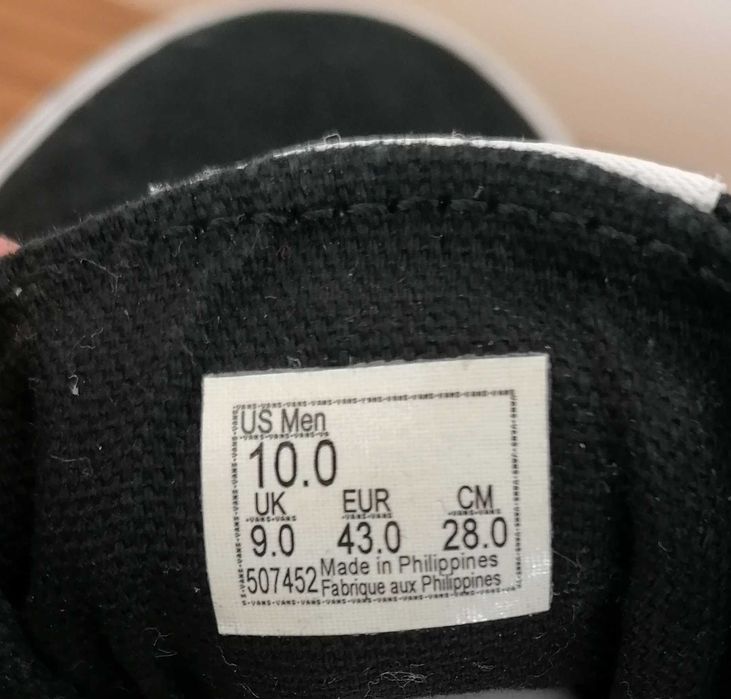 US Men
10.0
UK EUR CM
9.0 43.0 28.0
507452 Made in Philippines
Fabrique aux Philippines